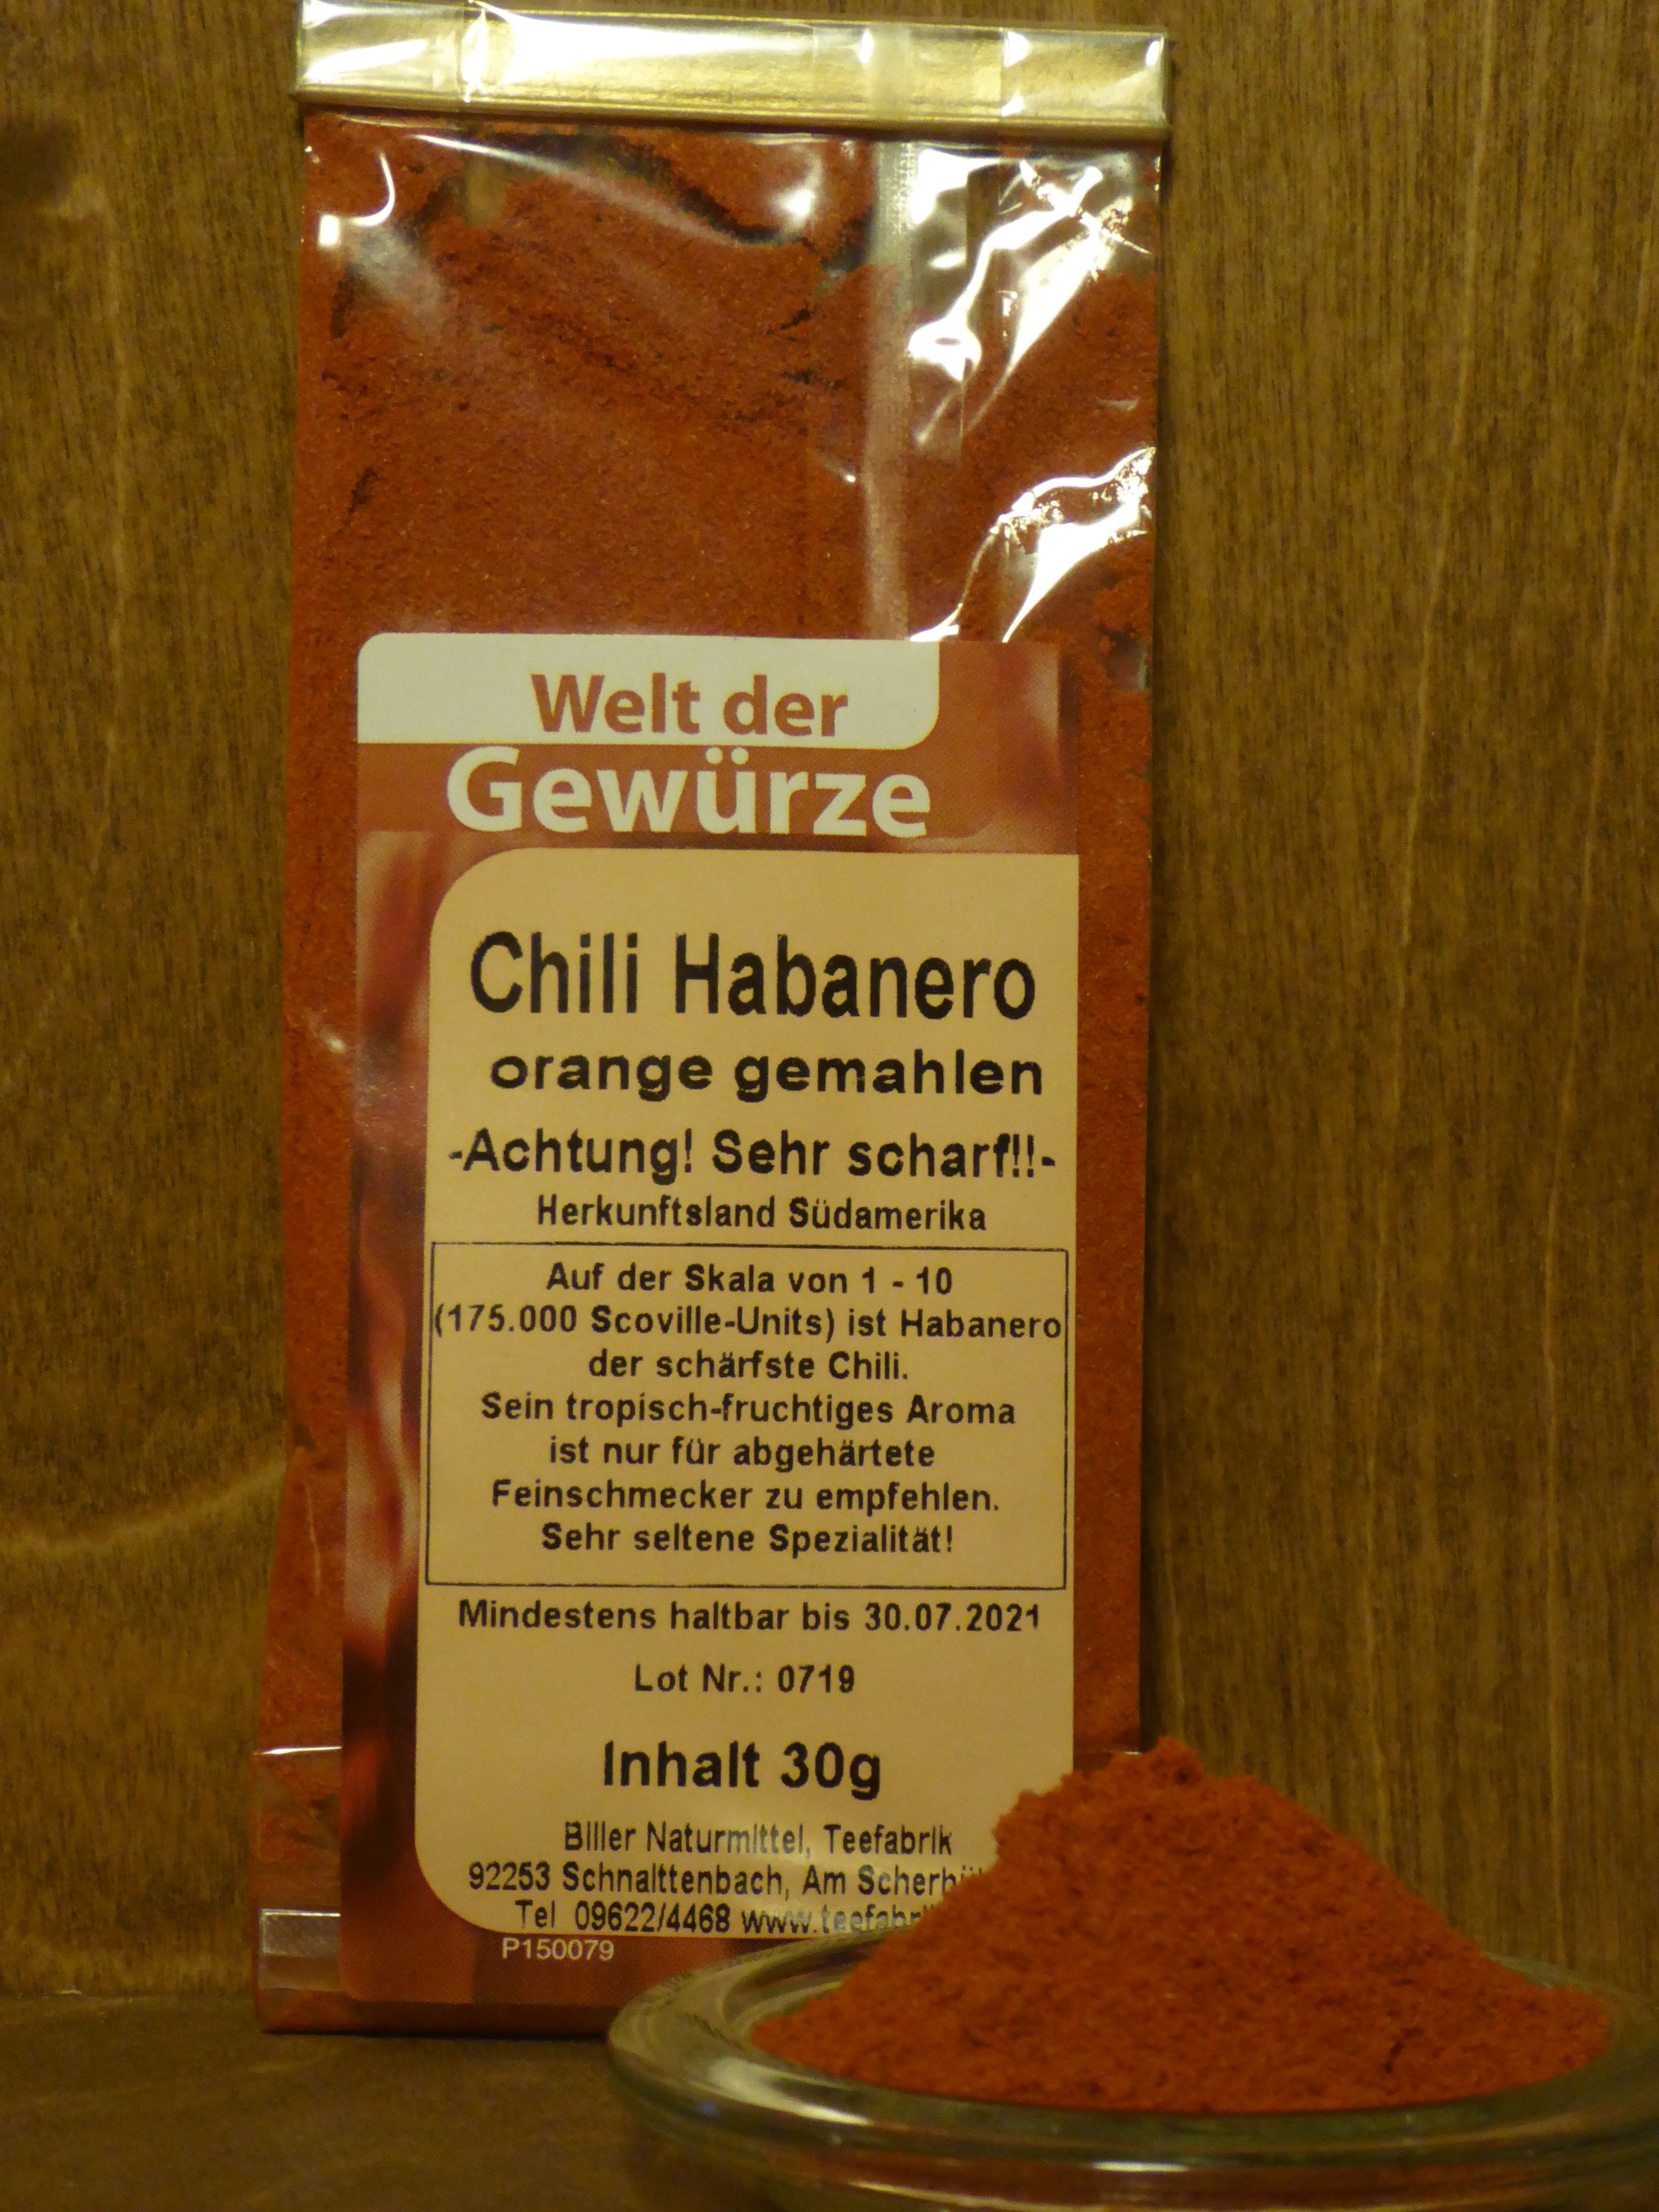 Welt der
Gewürze
Chili Habanero
orange gemahlen
-Achtung! Sehr scharf!!-
Herkunftsland Südamerika
Auf der Skala von 1 - 10
(175.000 Scoville-Units) ist Habanero
der schärfste Chili.
Sein tropisch-fruchtiges Aroma
ist nur für abgehärtete
Feinschmecker zu empfehlen.
Sehr seltene Spezialität!
Mindestens haltbar bis 30.07.2021
Lot Nr.: 0719
Inhalt 30g
Biller Naturmittel, Teefabrik
92253 Schnaittenbach, Am
Tel 09622/4468
P150079